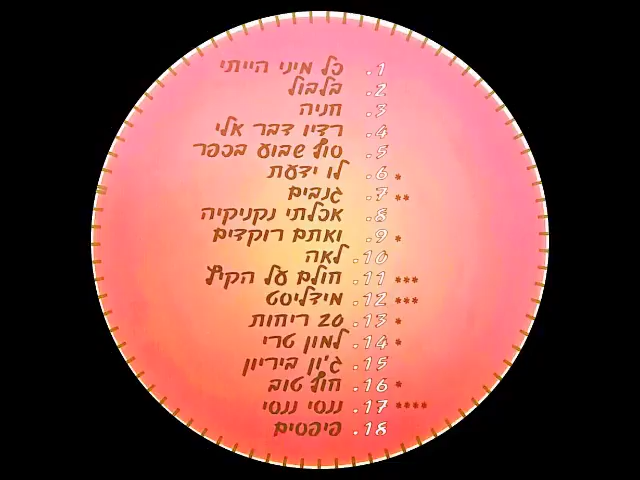 1. כל מיני הייתי
2. בלבול
3. חניה
4. רדיו דבר אלי
5. סוף שבוע בכפר
6. לו ידעת *
7. גנבים **
8. אכלתי נקניקיה
9. ואתם רוקדים *
10. לאה
11. חולם על הקיץ ***
12. מידליסט ***
13. 20 ריחות *
14. למון טרי *
15. ג'ון ביריון
16. חוף טוב *
17. ננסי ננסי ****
18. פיפסים